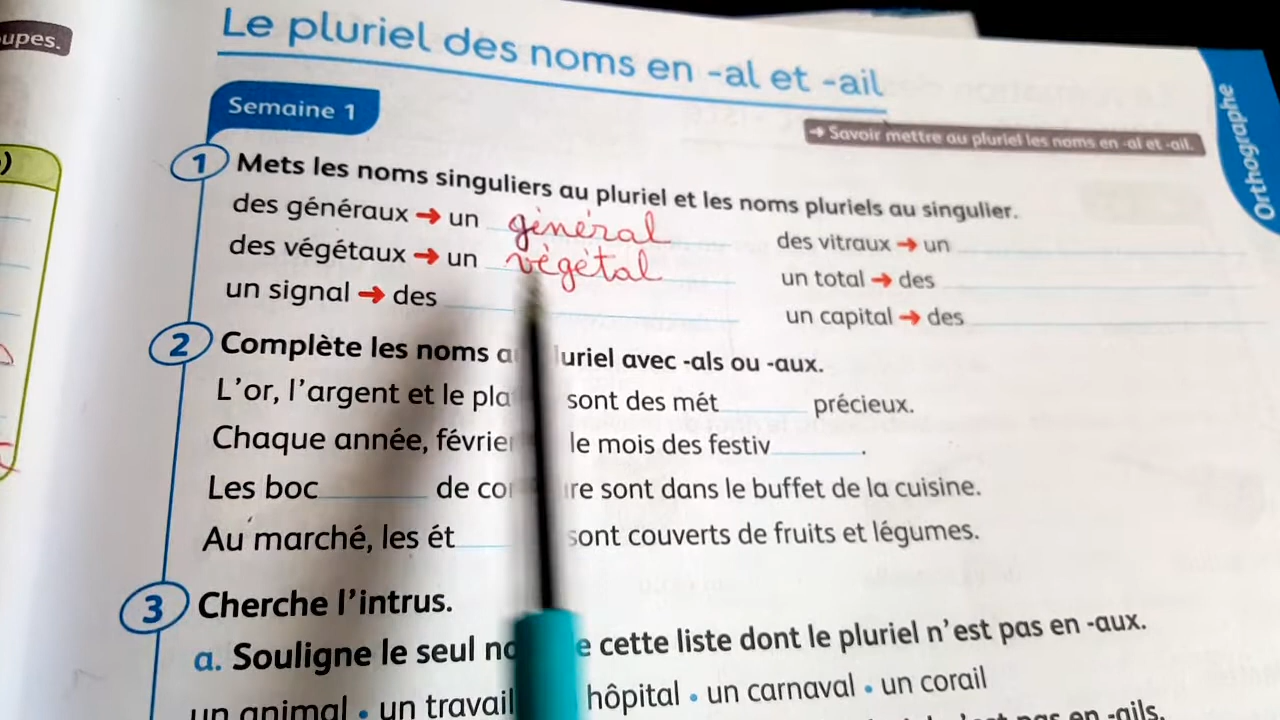 upes.
Le pluriel des noms en -al et -ail
Semaine 1
➔ Savoir mettre au pluriel les noms en -al et -ail.
Orthographe
1 Mets les noms singuliers au pluriel et les noms pluriels au singulier.
des généraux ➔ un général
des végétaux ➔ un végétal
un signal ➔ des
des vitraux ➔ un
un total ➔ des
un capital ➔ des
2 Complète les noms a luriel avec -als ou -aux.
L'or, l'argent et le pla sont des mét précieux.
Chaque année, février le mois des festiv .
Les boc de con re sont dans le buffet de la cuisine.
Au marché, les ét sont couverts de fruits et légumes.
3 Cherche l'intrus.
a. Souligne le seul no e cette liste dont le pluriel n'est pas en -aux.
un animal • un travail hôpital • un carnaval • un corail
pas en -ails.